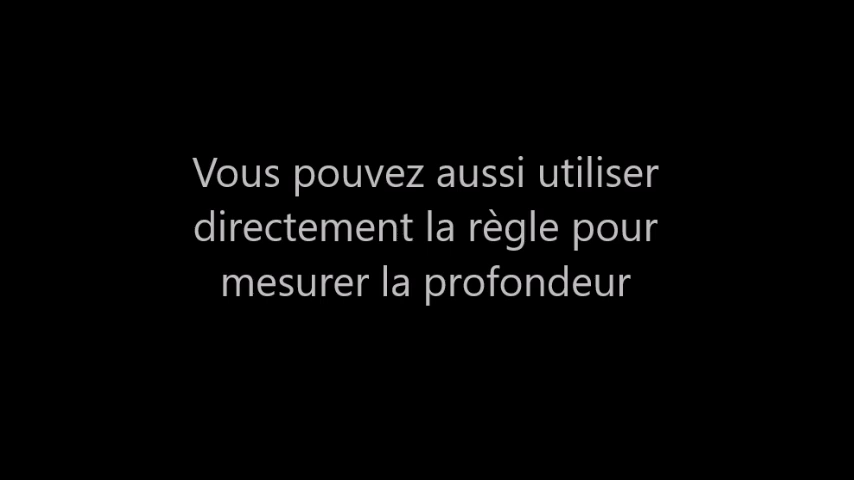 Vous pouvez aussi utiliser
directement la règle pour
mesurer la profondeur